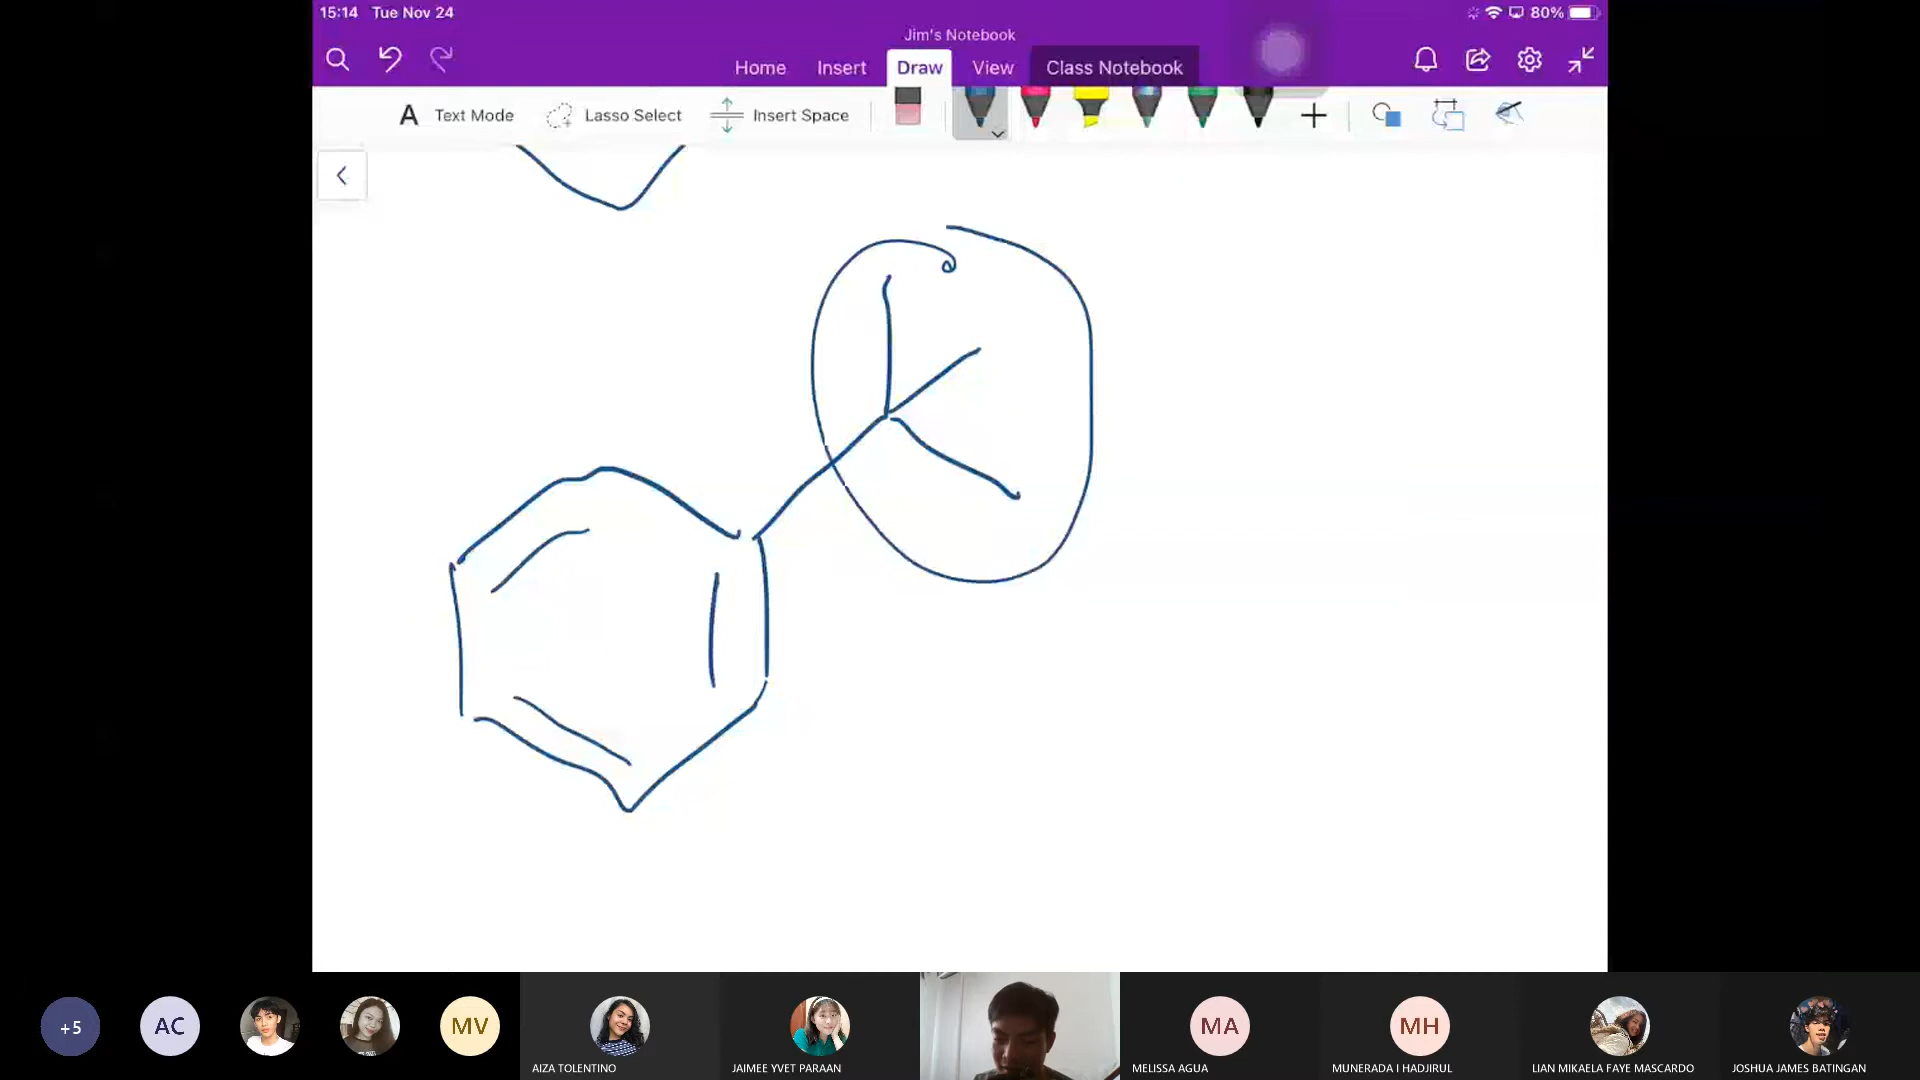 15:14 Tue Nov 24
80%
Jim's Notebook
Home Insert Draw View Class Notebook
A Text Mode Lasso Select Insert Space
+5 AC MV MA MH
AIZA TOLENTINO JAIMEE YVET PARAAN MELISSA AGUA MUNERADA I HADJIRUL LIAN MIKAELA FAYE MASCARDO JOSHUA JAMES BATINGAN